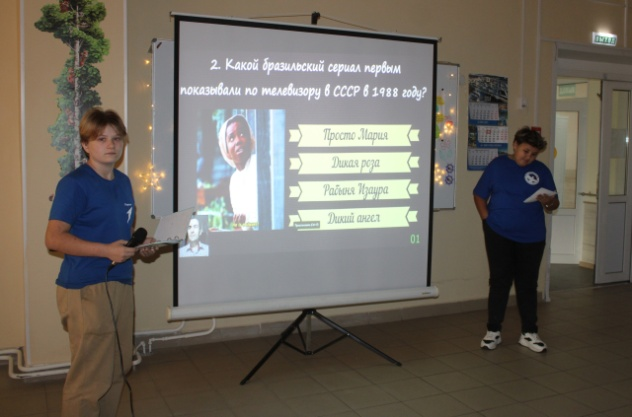 2. Какой бразильский сериал первым
показывали по телевизору в СССР в 1988 году?
Просто Мария
Дикая роза
Рабыня Изаура
Дикий ангел
01